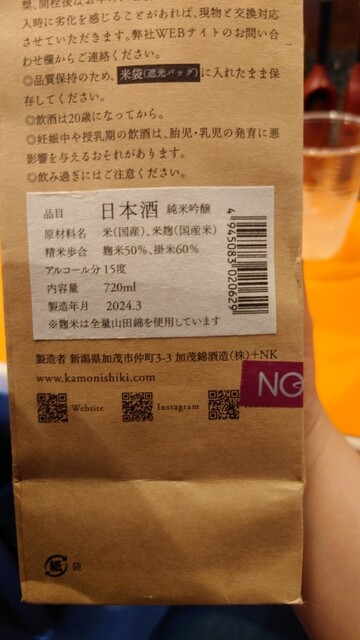 樊、開栓後はお早め
入時に劣化を感じることがあれば、現物と交換対応
させていただきます。弊社WEBサイトのお問い合
わせ欄からご連絡ください。
◎品質保持のため、米袋(遮光バッグ)に入れたまま保
存してください。
◎飲酒は20歳になってから。
◎妊娠中や授乳期の飲酒は、胎児・乳児の発育に悪
影響を与えるおそれがあります。
◎飲み過ぎにはご注意ください。
品目 日本酒 純米吟醸
原材料名 米(国産)、米麹(国産米)
精米歩合 麹米50%、掛米60%
アルコール分 15度
内容量 720ml
製造年月 2024.3
※麹米は全量山田錦を使用しています
4945083020629
製造者 新潟県加茂市仲町3-3 加茂錦酒造(株)+NK
www.kamonishiki.com
NG
Website Instagram
紙 袋